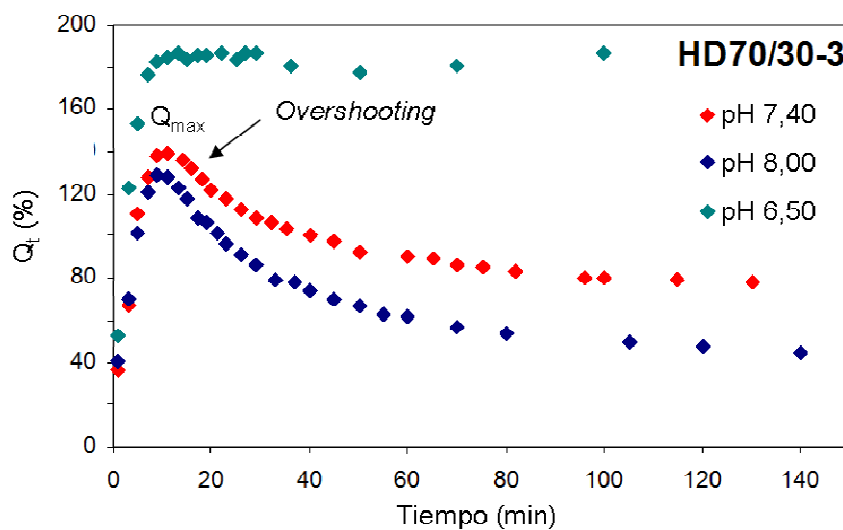 200
HD70/30-3
160
Qmax
Overshooting
pH 7,40
120
pH 8,00
pH 6,50
Qt (%)
80
40
0
0 20 40 60 80 100 120 140
Tiempo (min)